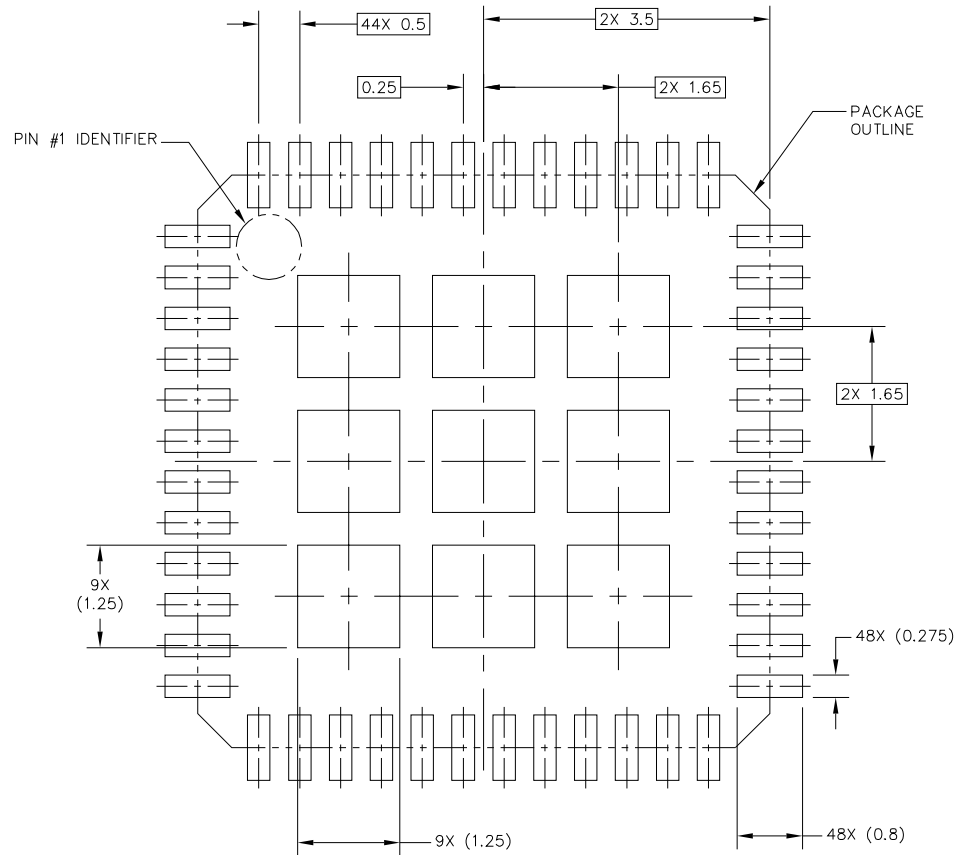 44X 0.5
2X 3.5
0.25
2X 1.65
PACKAGE
OUTLINE
PIN #1 IDENTIFIER
2X 1.65
9X
(1.25)
48X (0.275)
9X (1.25)
48X (0.8)